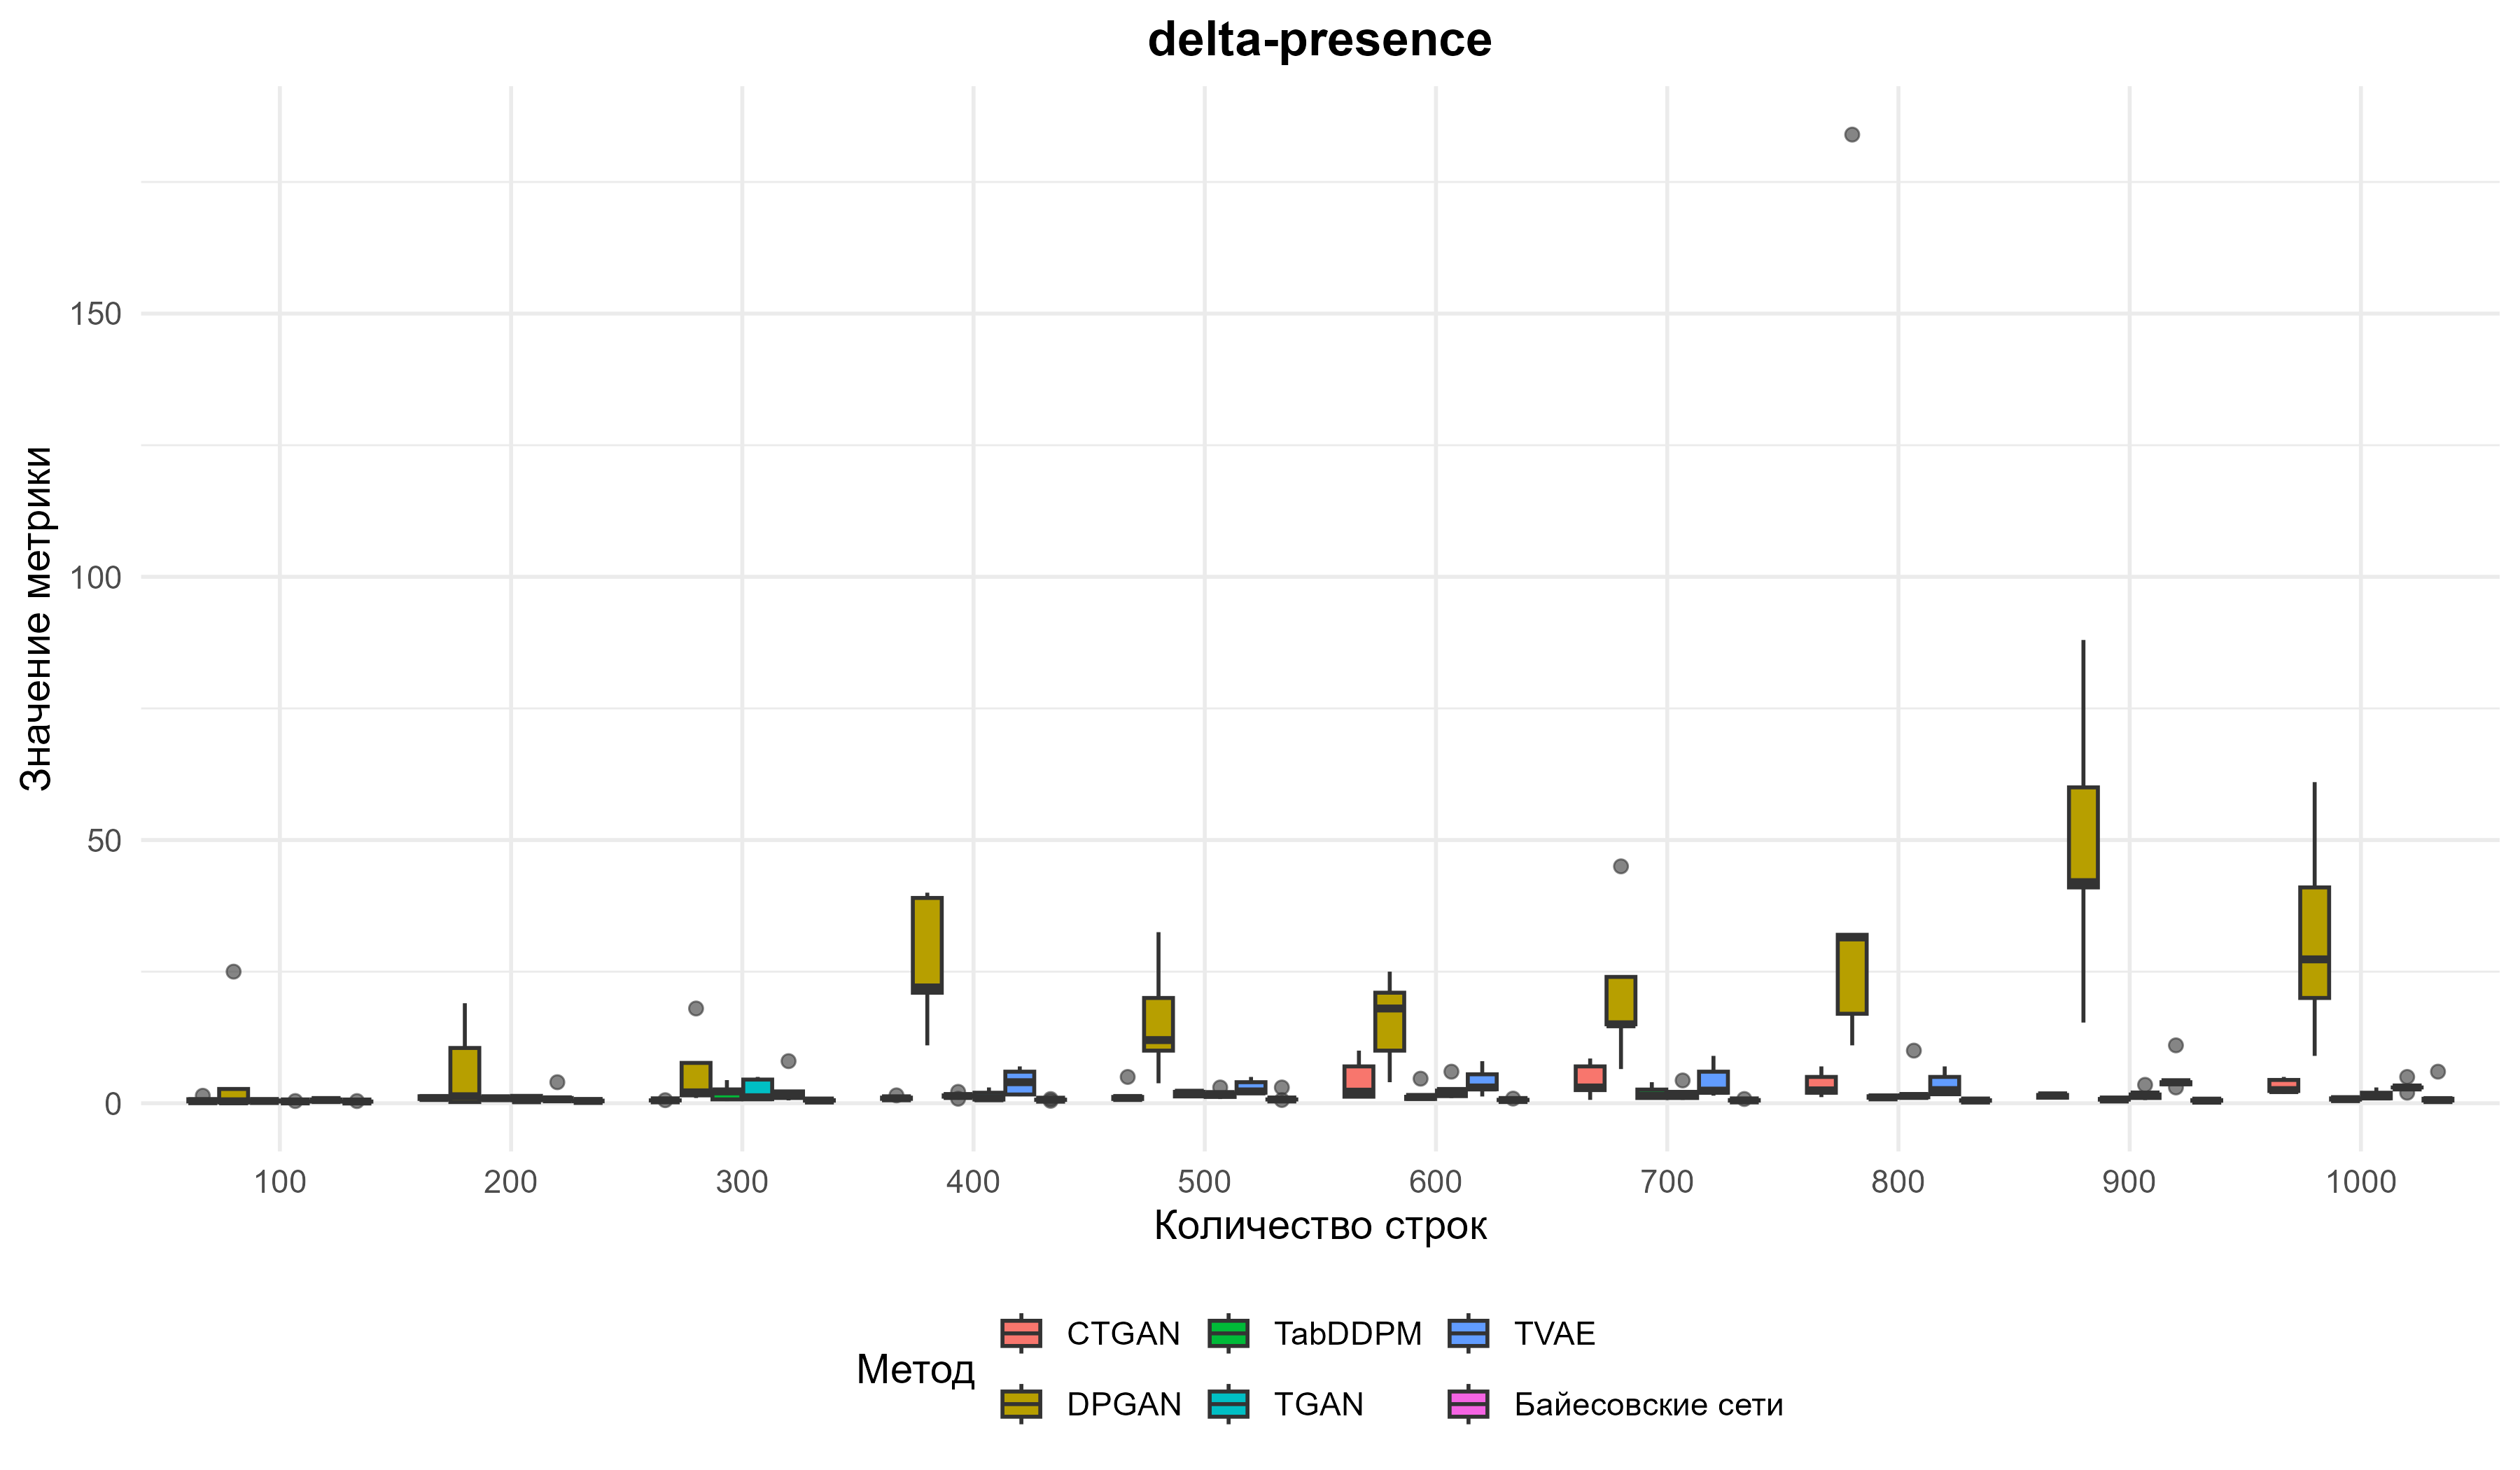 delta-presence
Значение метрики
150
100
50
0
100 200 300 400 500 600 700 800 900 1000
Количество строк
Метод
CTGAN TabDDPM TVAE
DPGAN TGAN Байесовские сети